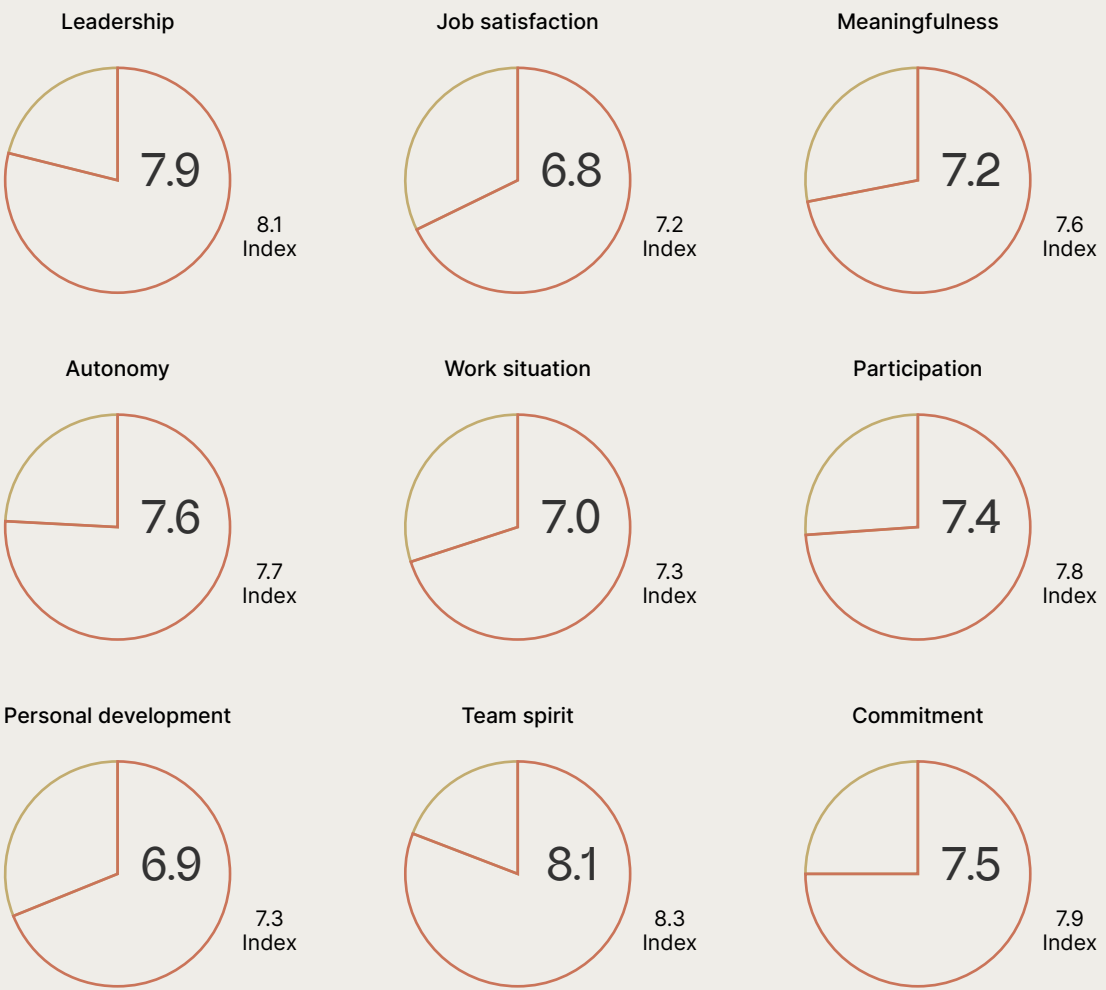 Leadership
7.9
8.1
Index
Job satisfaction
6.8
7.2
Index
Meaningfulness
7.2
7.6
Index
Autonomy
7.6
7.7
Index
Work situation
7.0
7.3
Index
Participation
7.4
7.8
Index
Personal development
6.9
7.3
Index
Team spirit
8.1
8.3
Index
Commitment
7.5
7.9
Index